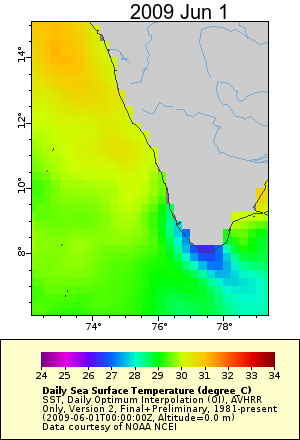 2009 Jun 1
14°
12°
10°
8°
74° 76° 78°
24 25 26 27 28 29 30 31 32 33 34
Daily Sea Surface Temperature (degree_C)
SST, Daily Optimum Interpolation (OI), AVHRR
Only, Version 2, Final+Preliminary, 1981-present
(2009-06-01T00:00:00Z, Altitude=0.0 m)
Data courtesy of NOAA NCEI